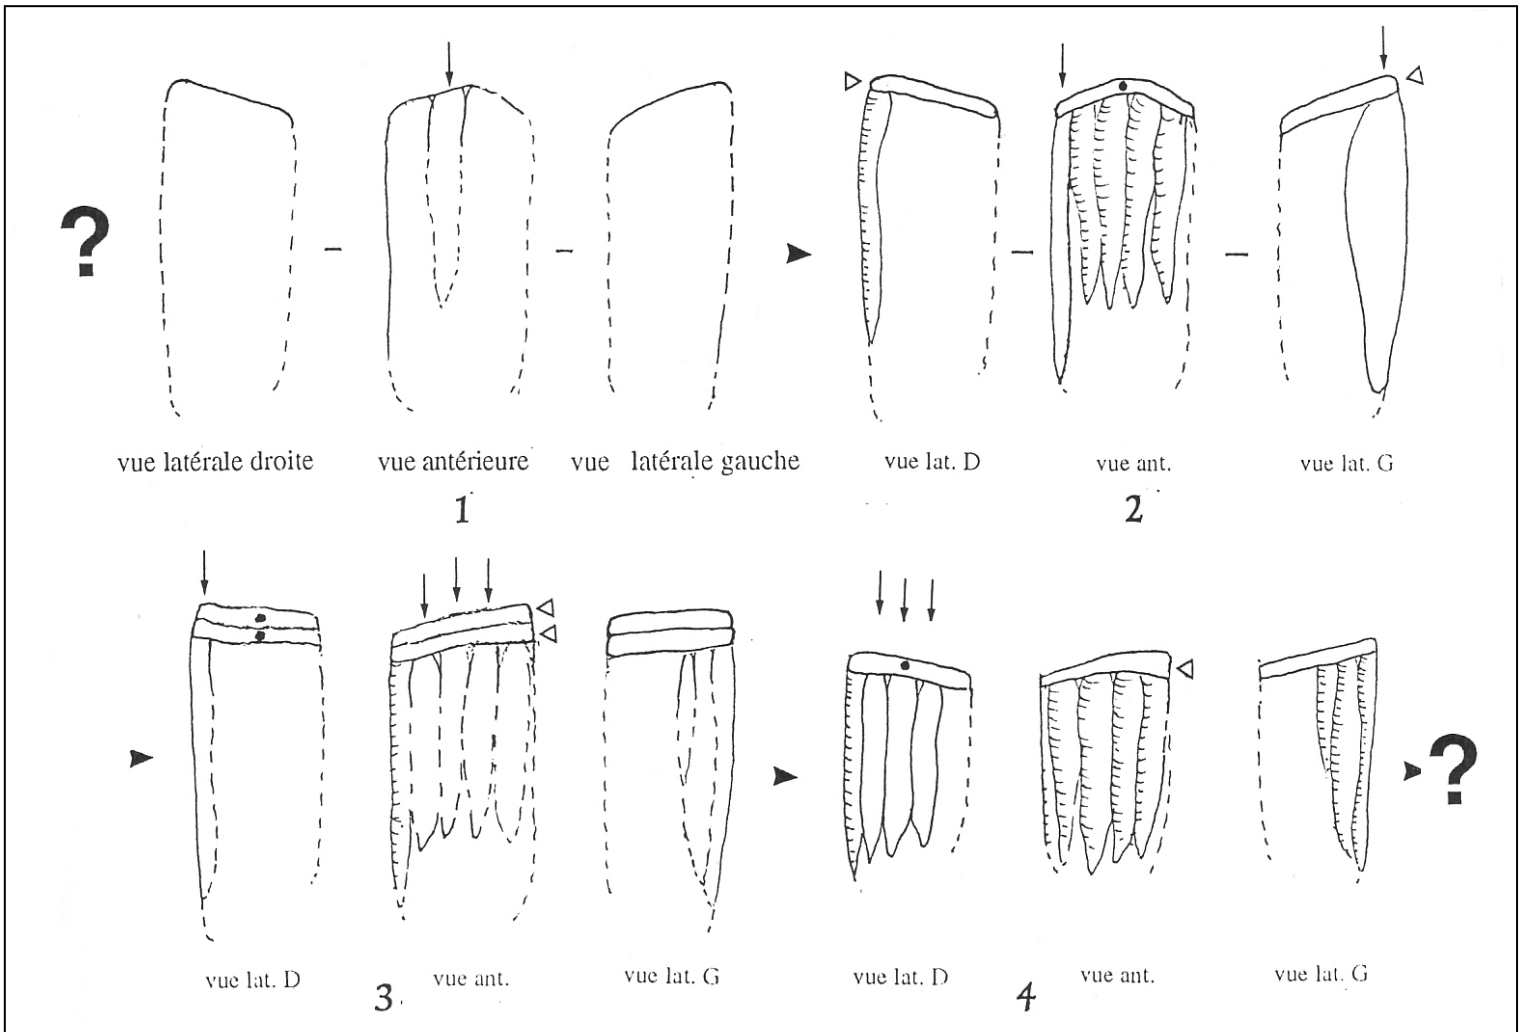 ?
vue latérale droite
vue antérieure
vue latérale gauche
1
vue lat. D
vue ant.
vue lat. G
2
vue lat. D
vue ant.
vue lat. G
3.
vue lat. D
vue ant.
vue lat. G
4
?